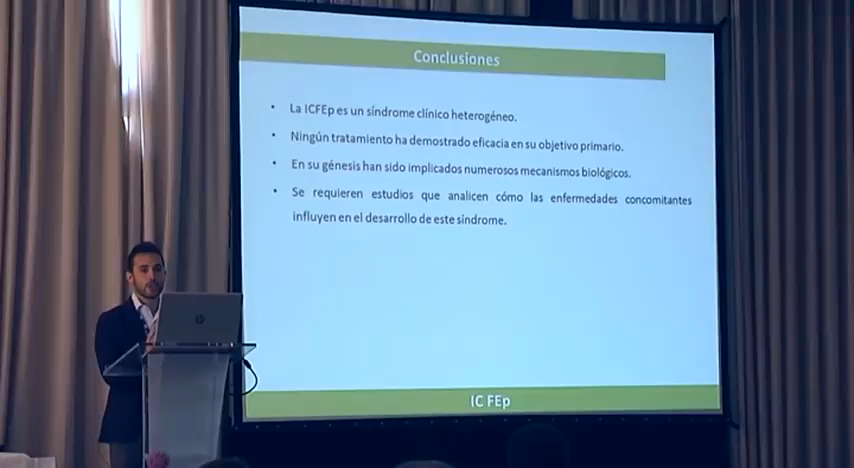 Conclusiones
• La ICFEp es un síndrome clínico heterogéneo.
• Ningún tratamiento ha demostrado eficacia en su objetivo primario.
• En su génesis han sido implicados numerosos mecanismos biológicos.
• Se requieren estudios que analicen cómo las enfermedades concomitantes
influyen en el desarrollo de este síndrome.
IC FEp
hp